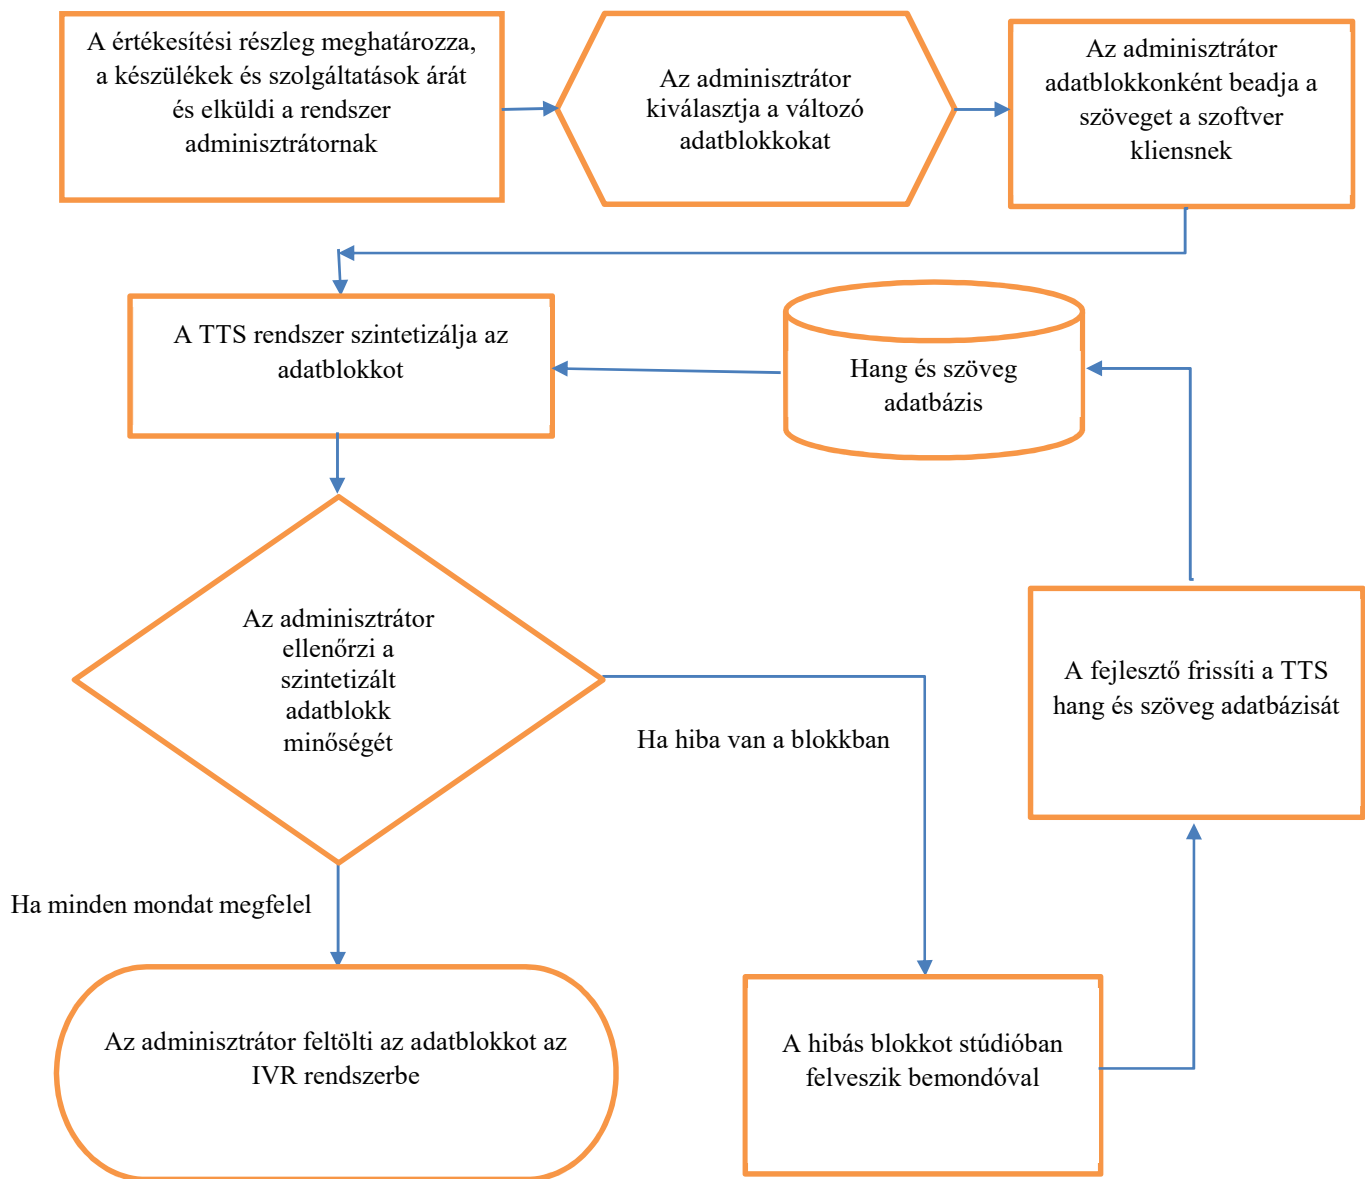 A értékesítési részleg meghatározza,
a készülékek és szolgáltatások árát
és elküldi a rendszer
adminisztrátornak
Az adminisztrátor
kiválasztja a változó
adatblokkokat
Az adminisztrátor
adatblokkonként beadja a
szöveget a szoftver
kliensnek
A TTS rendszer szintetizálja az
adatblokkot
Hang és szöveg
adatbázis
Az adminisztrátor
ellenőrzi a
szintetizált
adatblokk
minőségét
Ha hiba van a blokkban
A fejlesztő frissíti a TTS
hang és szöveg adatbázisát
Ha minden mondat megfelel
Az adminisztrátor feltölti az adatblokkot az
IVR rendszerbe
A hibás blokkot stúdióban
felveszik bemondóval